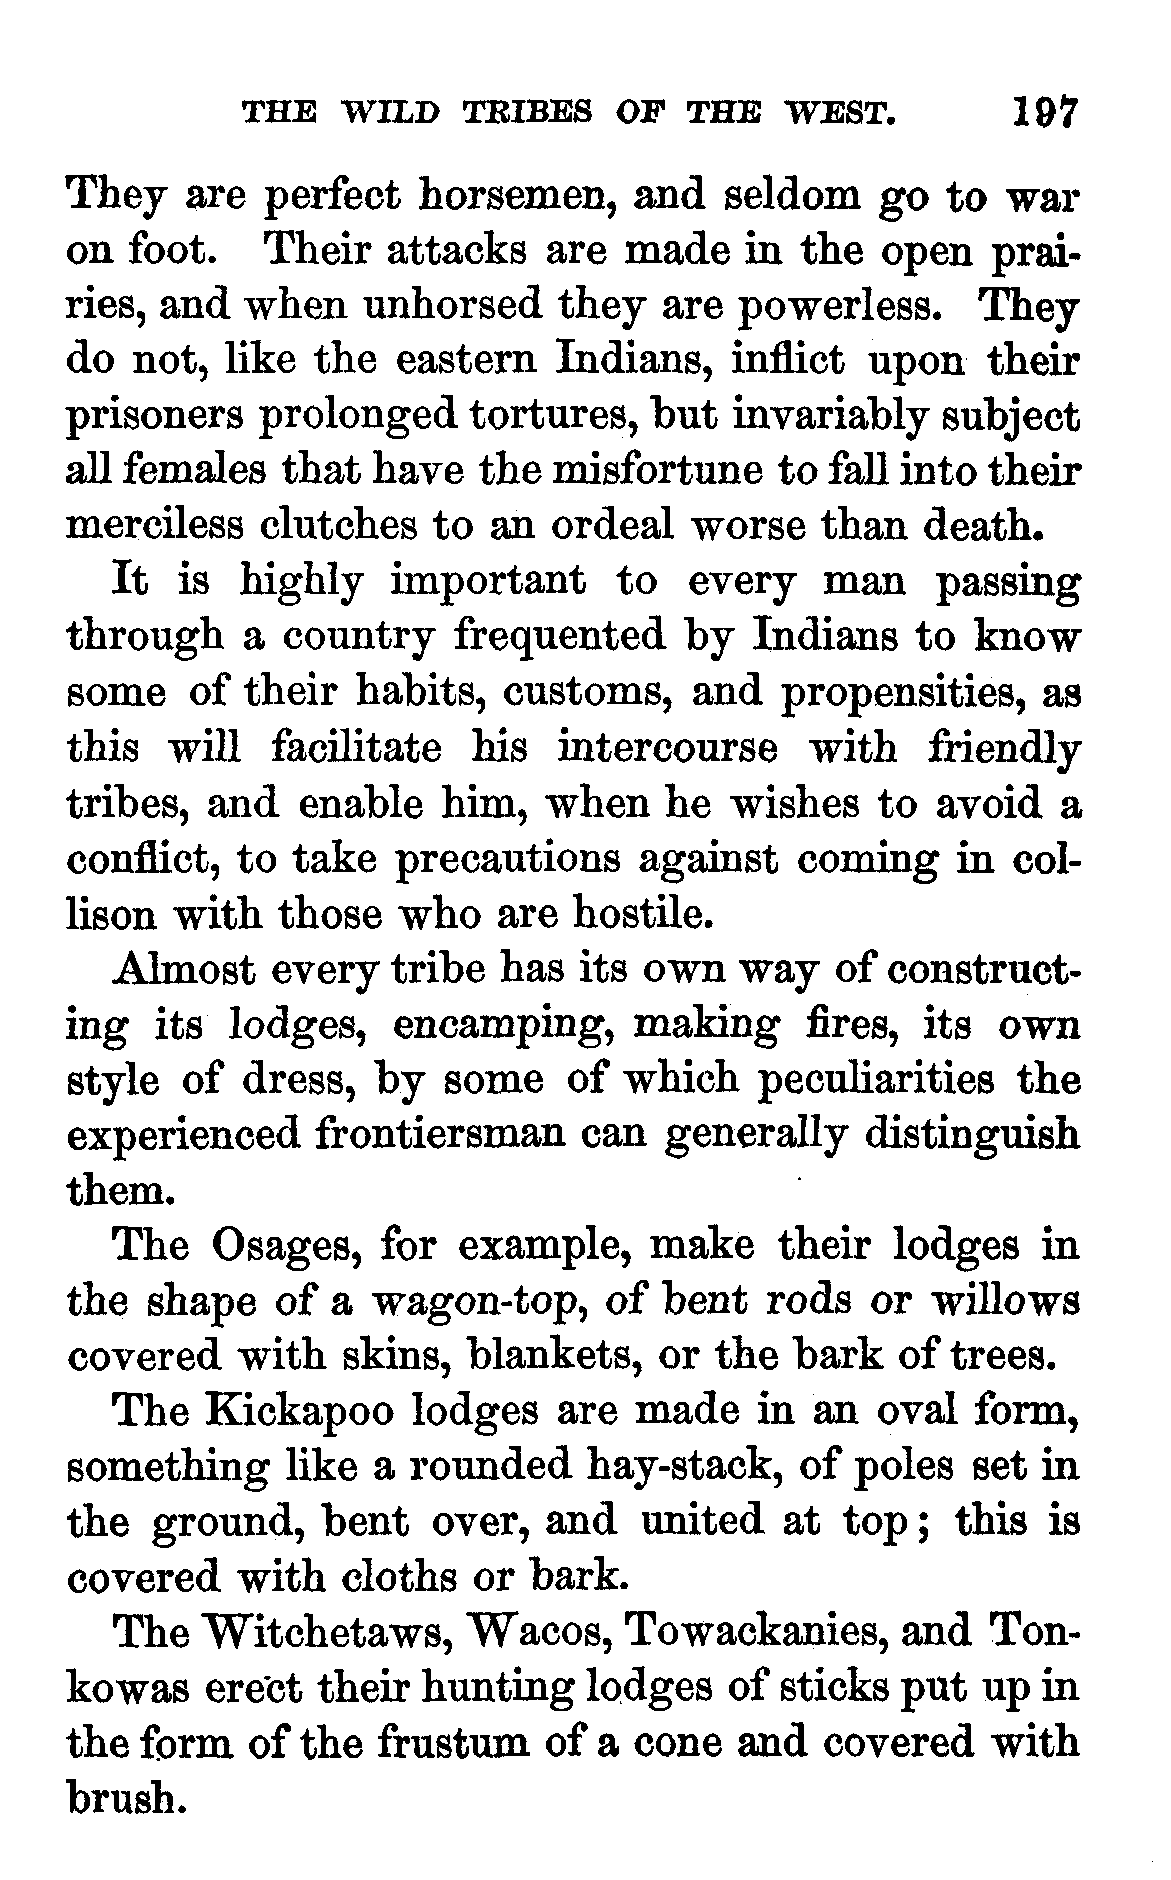 THE WILD TRIBES OF THE WEST. 197
They are perfect horsemen, and seldom go to war
on foot. Their attacks are made in the open prai-
ries, and when unhorsed they are powerless. They
do not, like the eastern Indians, inflict upon their
prisoners prolonged tortures, but invariably subject
all females that have the misfortune to fall into their
merciless clutches to an ordeal worse than death.
It is highly important to every man passing
through a country frequented by Indians to know
some of their habits, customs, and propensities, as
this will facilitate his intercourse with friendly
tribes, and enable him, when he wishes to avoid a
conflict, to take precautions against coming in col-
lison with those who are hostile.
Almost every tribe has its own way of construct-
ing its lodges, encamping, making fires, its own
style of dress, by some of which peculiarities the
experienced frontiersman can generally distinguish
them.
The Osages, for example, make their lodges in
the shape of a wagon-top, of bent rods or willows
covered with skins, blankets, or the bark of trees.
The Kickapoo lodges are made in an oval form,
something like a rounded hay-stack, of poles set in
the ground, bent over, and united at top; this is
covered with cloths or bark.
The Witchetaws, Wacos, Towackanies, and Ton-
kowas erect their hunting lodges of sticks put up in
the form of the frustum of a cone and covered with
brush.